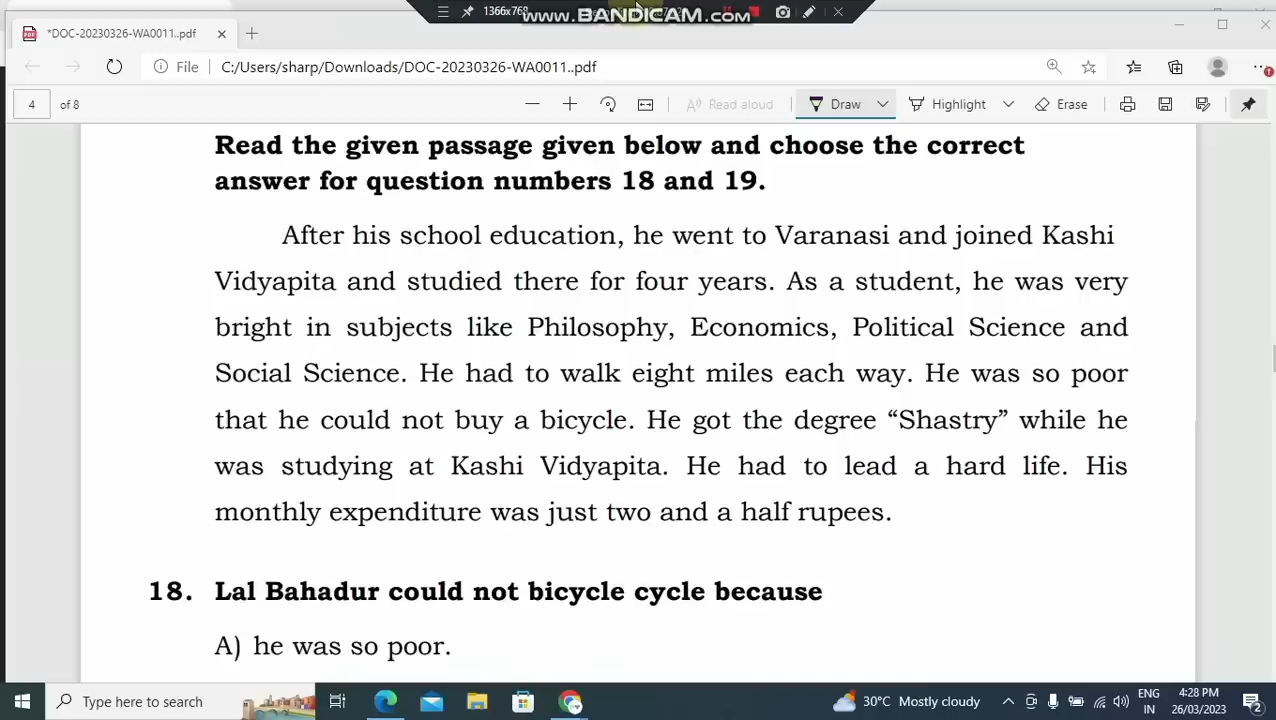 1366x768
www.BANDICAM.com
*DOC-20230326-WA0011..pdf
File C:/Users/sharp/Downloads/DOC-20230326-WA0011..pdf
4 of 8 Read aloud Draw Highlight Erase
Read the given passage given below and choose the correct
answer for question numbers 18 and 19.
After his school education, he went to Varanasi and joined Kashi
Vidyapita and studied there for four years. As a student, he was very
bright in subjects like Philosophy, Economics, Political Science and
Social Science. He had to walk eight miles each way. He was so poor
that he could not buy a bicycle. He got the degree “Shastry” while he
was studying at Kashi Vidyapita. He had to lead a hard life. His
monthly expenditure was just two and a half rupees.
18. Lal Bahadur could not bicycle cycle because
A) he was so poor.
Type here to search 30°C Mostly cloudy ENG 4:28 PM
IN 26/03/2023 2